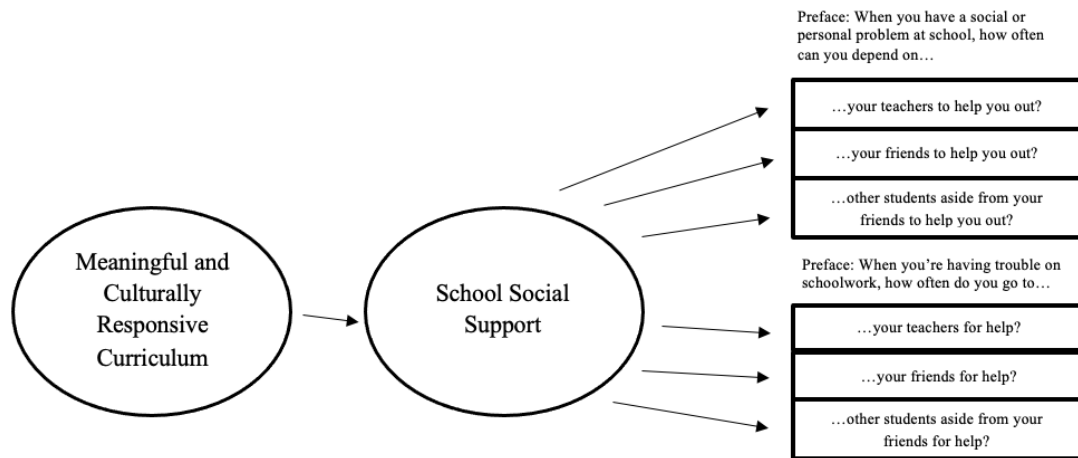 Preface: When you have a social or
personal problem at school, how often
can you depend on…
…your teachers to help you out?
…your friends to help you out?
…other students aside from your
friends to help you out?
Meaningful and
Culturally
Responsive
Curriculum
School Social
Support
Preface: When you’re having trouble on
schoolwork, how often do you go to…
…your teachers for help?
…your friends for help?
…other students aside from your
friends for help?